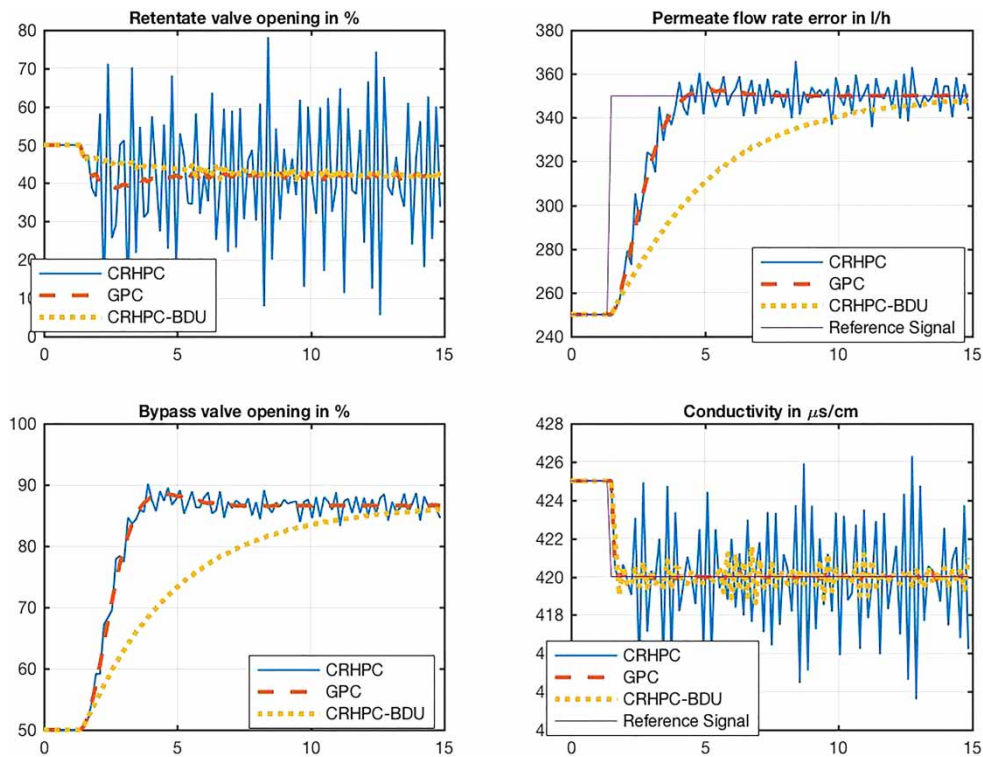 Retentate valve opening in %
80
70
60
50
40
30
20
10
0
0 5 10 15
CRHPC
GPC
CRHPC-BDU
Permeate flow rate error in l/h
380
360
340
320
300
280
260
240
0 5 10 15
CRHPC
GPC
CRHPC-BDU
Reference Signal
Bypass valve opening in %
100
90
80
70
60
50
0 5 10 15
CRHPC
GPC
CRHPC-BDU
Conductivity in μs/cm
428
426
424
422
420
418
0 5 10 15
CRHPC
GPC
CRHPC-BDU
Reference Signal